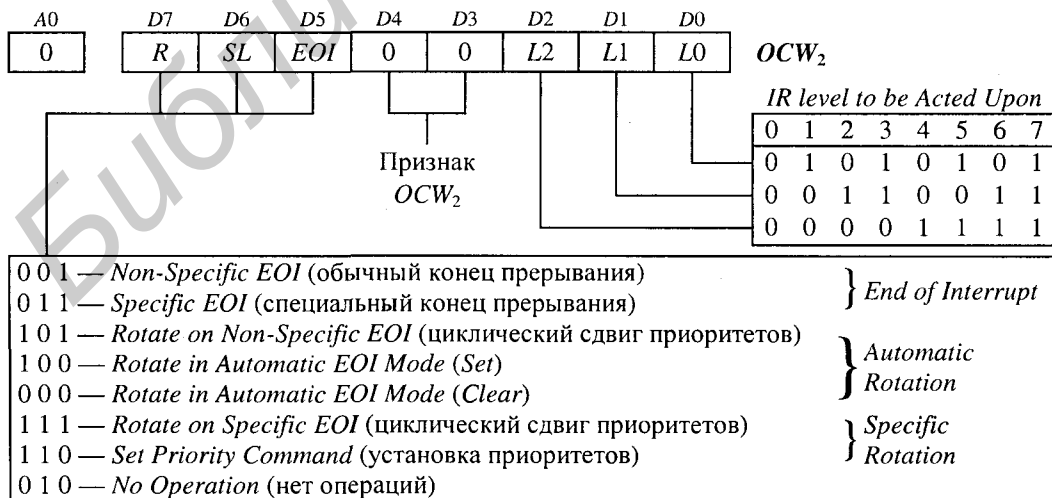 A0 D7 D6 D5 D4 D3 D2 D1 D0
0 R SL EOI 0 0 L2 L1 L0 OCW₂
IR level to be Acted Upon
0 1 2 3 4 5 6 7
0 1 0 1 0 1 0 1
0 0 1 1 0 0 1 1
0 0 0 0 1 1 1 1
Признак
OCW₂
0 0 1 — Non-Specific EOI (обычный конец прерывания)
0 1 1 — Specific EOI (специальный конец прерывания)
} End of Interrupt
1 0 1 — Rotate on Non-Specific EOI (циклический сдвиг приоритетов)
1 0 0 — Rotate in Automatic EOI Mode (Set)
0 0 0 — Rotate in Automatic EOI Mode (Clear)
} Automatic
Rotation
1 1 1 — Rotate on Specific EOI (циклический сдвиг приоритетов)
1 1 0 — Set Priority Command (установка приоритетов)
} Specific
Rotation
0 1 0 — No Operation (нет операций)
Библи